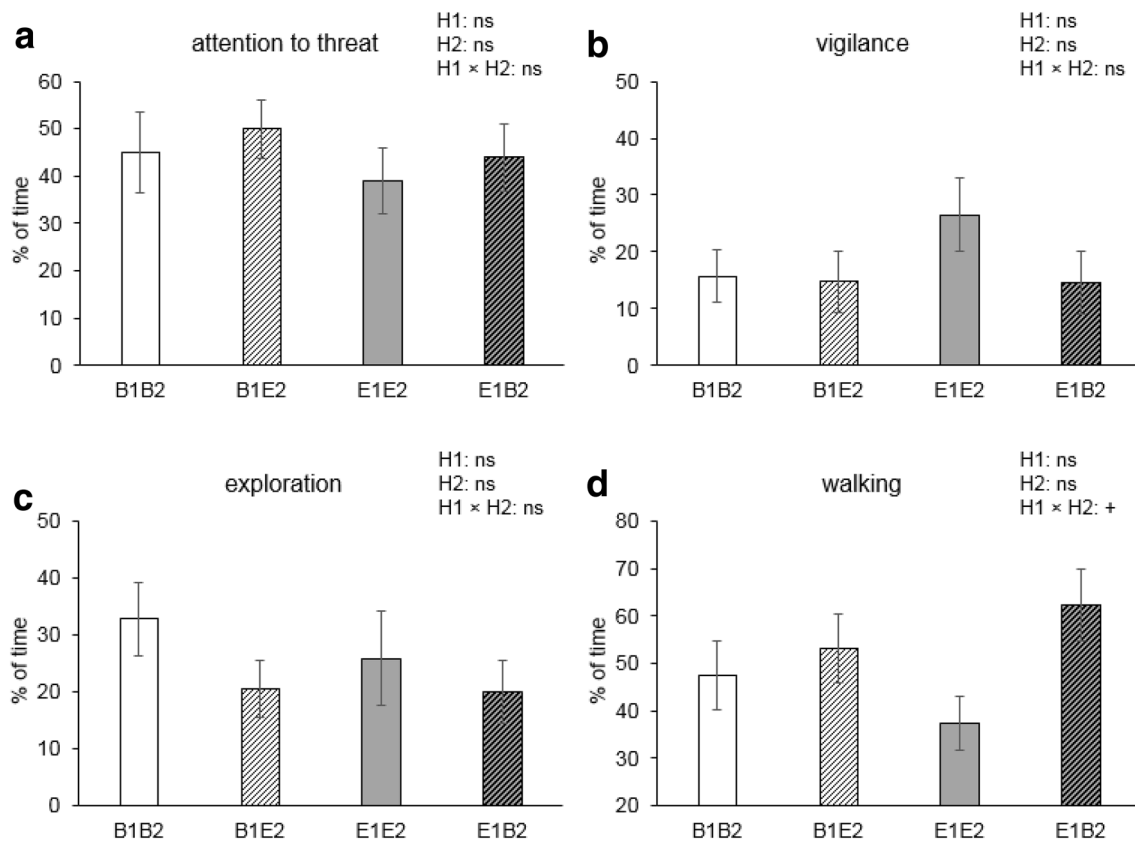 a
attention to threat
H1: ns
H2: ns
H1 × H2: ns
% of time
60
50
40
30
20
10
0
B1B2 B1E2 E1E2 E1B2
b
vigilance
H1: ns
H2: ns
H1 × H2: ns
% of time
50
40
30
20
10
0
B1B2 B1E2 E1E2 E1B2
c
exploration
H1: ns
H2: ns
H1 × H2: ns
% of time
50
40
30
20
10
0
B1B2 B1E2 E1E2 E1B2
d
walking
H1: ns
H2: ns
H1 × H2: +
% of time
80
70
60
50
40
30
20
B1B2 B1E2 E1E2 E1B2